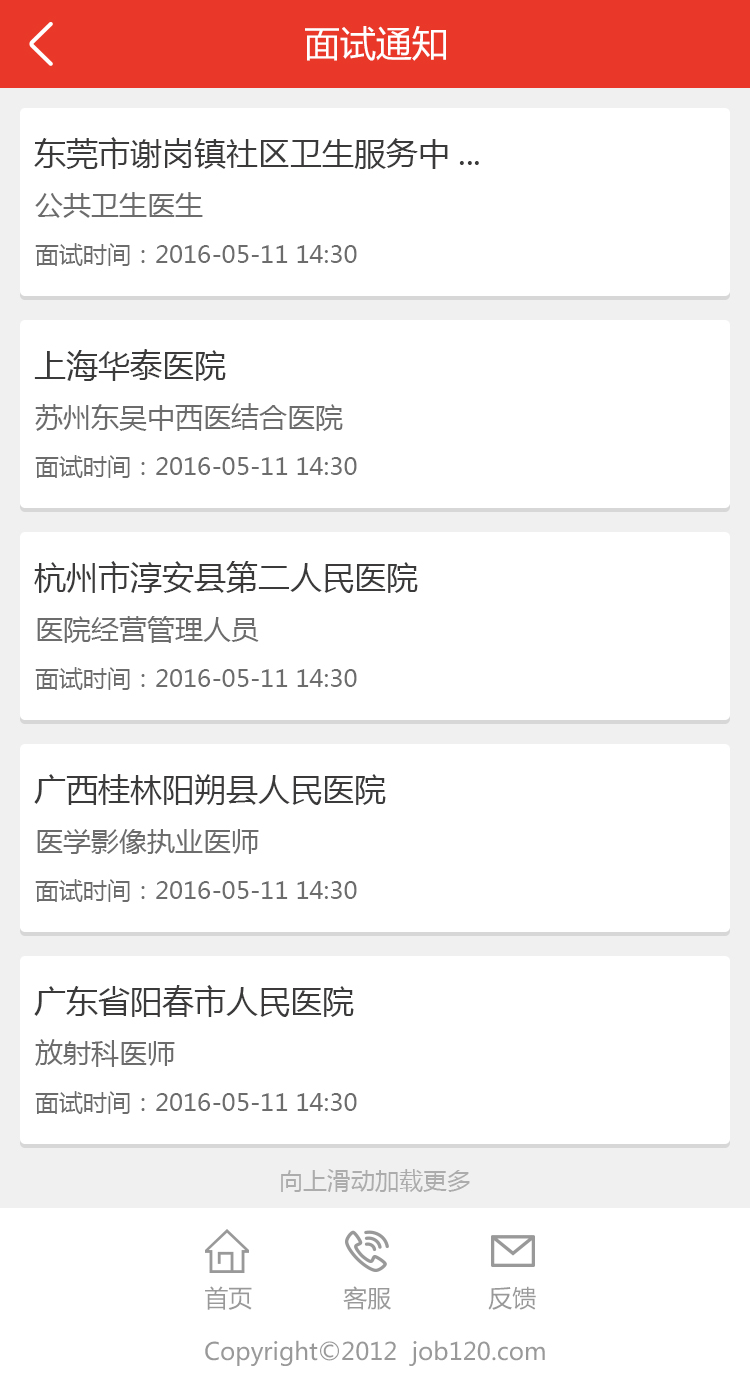 面试通知
东莞市谢岗镇社区卫生服务中 ...
公共卫生医生
面试时间：2016-05-11 14:30
上海华泰医院
苏州东吴中西医结合医院
面试时间：2016-05-11 14:30
杭州市淳安县第二人民医院
医院经营管理人员
面试时间：2016-05-11 14:30
广西桂林阳朔县人民医院
医学影像执业医师
面试时间：2016-05-11 14:30
广东省阳春市人民医院
放射科医师
面试时间：2016-05-11 14:30
向上滑动加载更多
首页 客服 反馈
Copyright©2012 job120.com